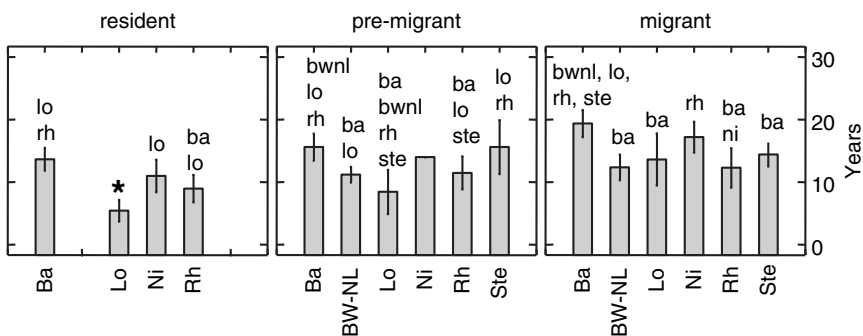 resident
pre-migrant
migrant
lo
rh
*
lo
ba
lo
bwnl
lo
rh
ba
lo
ba
bwnl
rh
ste
ba
lo
ste
lo
rh
bwnl, lo,
rh, ste
ba
ba
rh
ba
ni
ba
30
20
10
0
Years
Ba
Lo
Ni
Rh
Ba
BW-NL
Lo
Ni
Rh
Ste
Ba
BW-NL
Lo
Ni
Rh
Ste